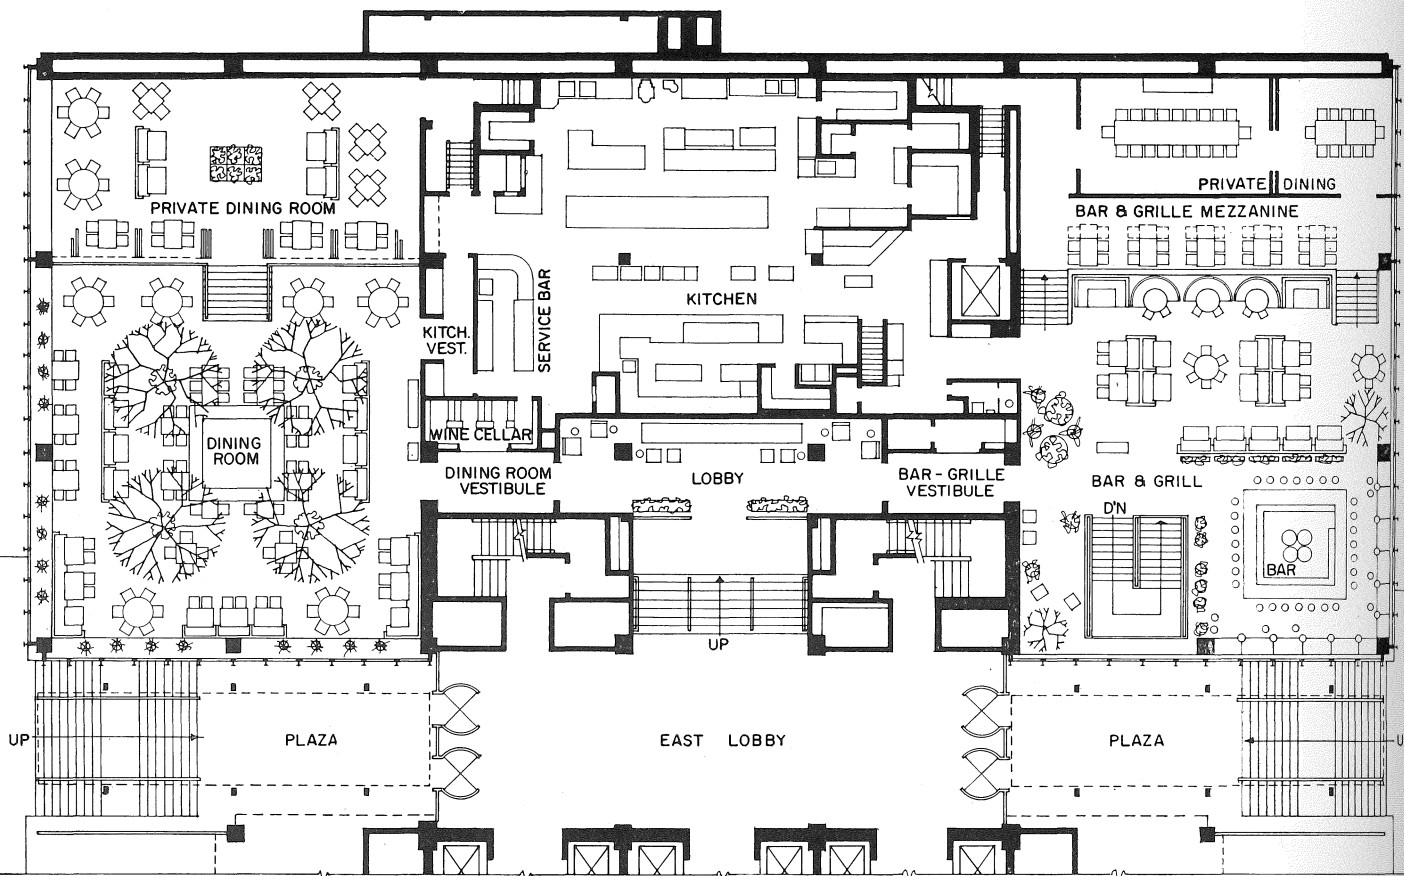 PRIVATE DINING
PRIVATE DINING ROOM
BAR & GRILLE MEZZANINE
KITCHEN
SERVICE BAR
KITCH.
VEST.
WINE CELLAR
DINING
ROOM
DINING ROOM
VESTIBULE
LOBBY
BAR-GRILLE
VESTIBULE
BAR & GRILL
D'N
BAR
UP
UP
PLAZA
EAST LOBBY
PLAZA
U